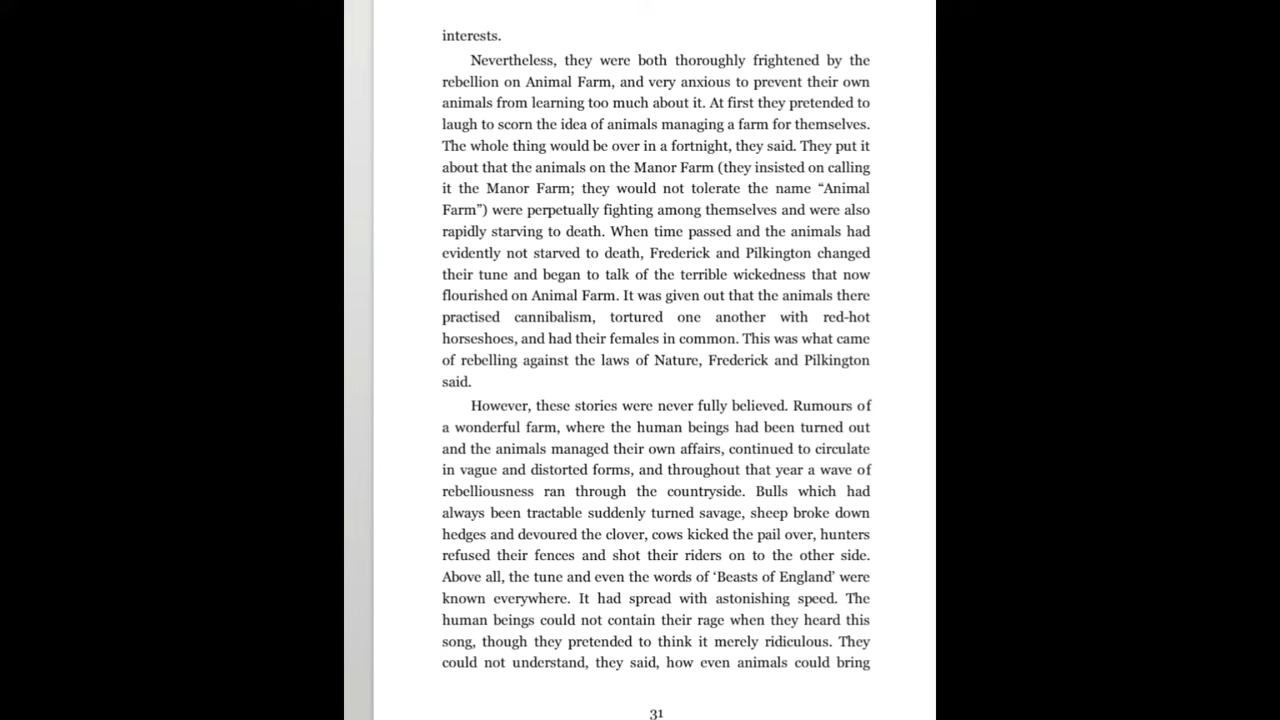 interests.
Nevertheless, they were both thoroughly frightened by the
rebellion on Animal Farm, and very anxious to prevent their own
animals from learning too much about it. At first they pretended to
laugh to scorn the idea of animals managing a farm for themselves.
The whole thing would be over in a fortnight, they said. They put it
about that the animals on the Manor Farm (they insisted on calling
it the Manor Farm; they would not tolerate the name “Animal
Farm”) were perpetually fighting among themselves and were also
rapidly starving to death. When time passed and the animals had
evidently not starved to death, Frederick and Pilkington changed
their tune and began to talk of the terrible wickedness that now
flourished on Animal Farm. It was given out that the animals there
practised cannibalism, tortured one another with red-hot
horseshoes, and had their females in common. This was what came
of rebelling against the laws of Nature, Frederick and Pilkington
said.
However, these stories were never fully believed. Rumours of
a wonderful farm, where the human beings had been turned out
and the animals managed their own affairs, continued to circulate
in vague and distorted forms, and throughout that year a wave of
rebelliousness ran through the countryside. Bulls which had
always been tractable suddenly turned savage, sheep broke down
hedges and devoured the clover, cows kicked the pail over, hunters
refused their fences and shot their riders on to the other side.
Above all, the tune and even the words of ‘Beasts of England’ were
known everywhere. It had spread with astonishing speed. The
human beings could not contain their rage when they heard this
song, though they pretended to think it merely ridiculous. They
could not understand, they said, how even animals could bring
31